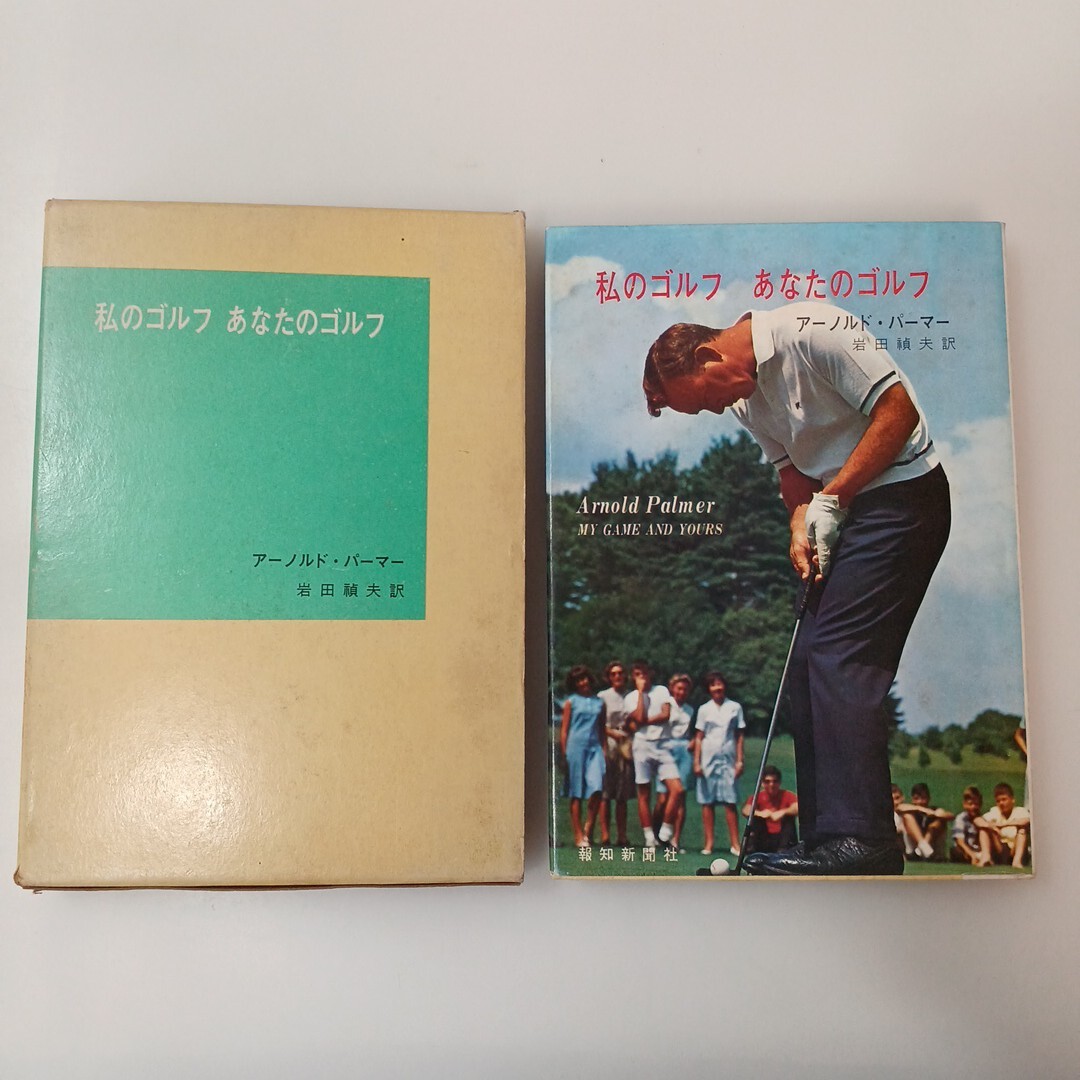 私のゴルフ あなたのゴルフ
アーノルド・パーマー
岩田禎夫訳
私のゴルフ あなたのゴルフ
アーノルド・パーマー
岩田禎夫訳
Arnold Palmer
MY GAME AND YOURS
報知新聞社